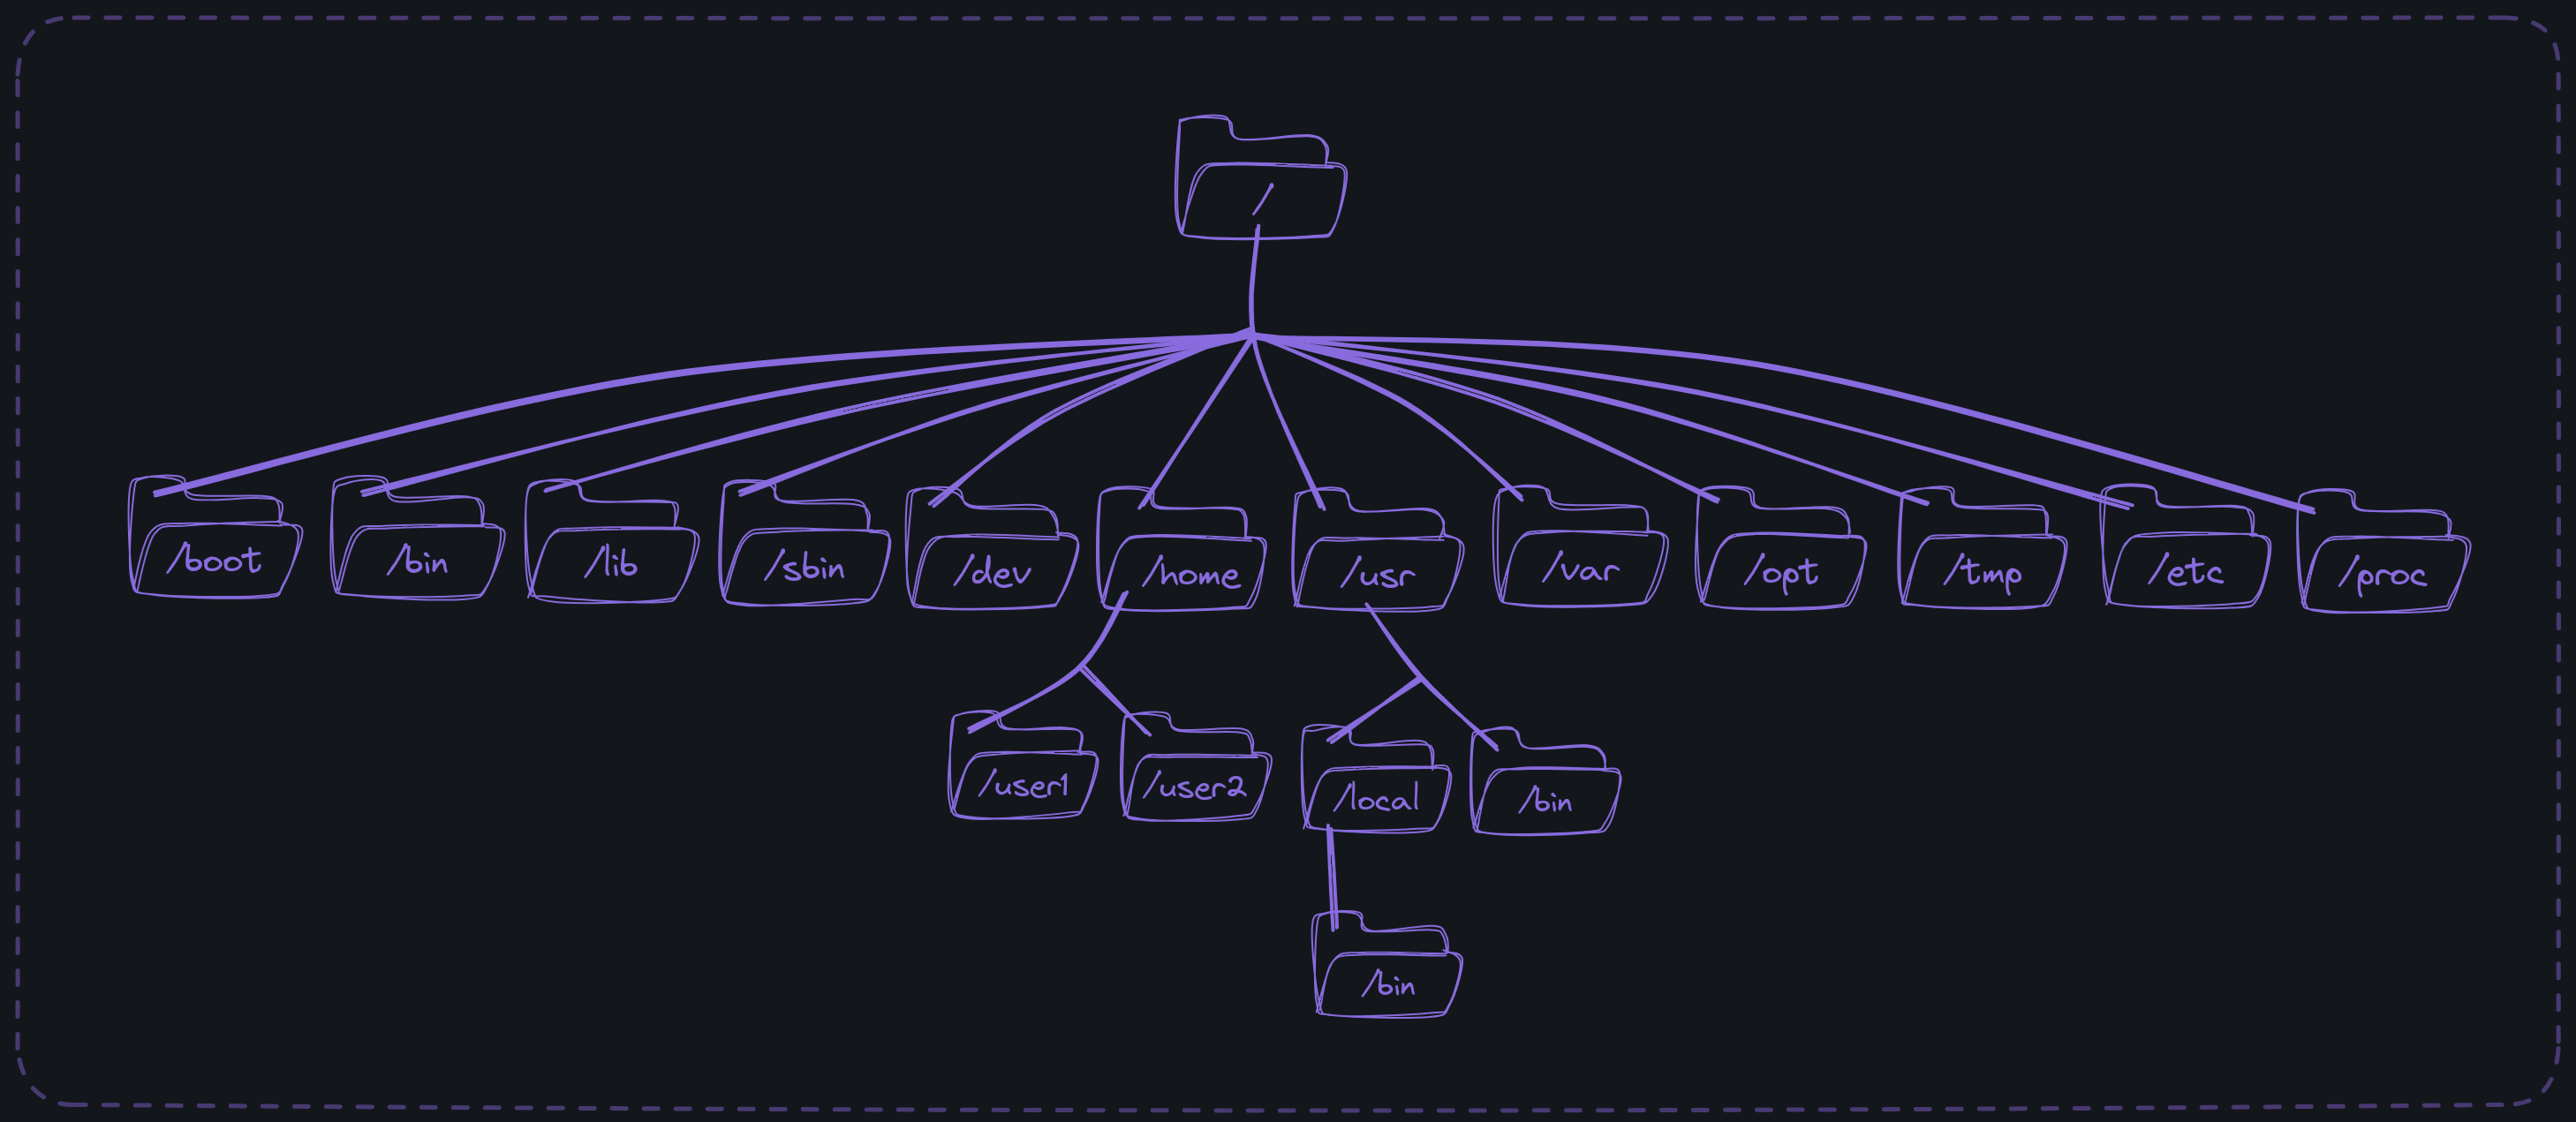 /
/boot
/bin
/lib
/sbin
/dev
/home
/usr
/var
/opt
/tmp
/etc
/proc
/user1
/user2
/local
/bin
/bin